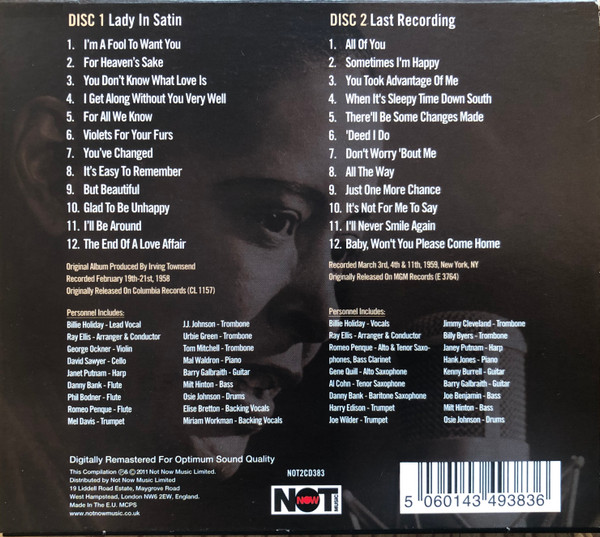 DISC 1 Lady In Satin
1. I'm A Fool To Want You
2. For Heaven's Sake
3. You Don't Know What Love Is
4. I Get Along Without You Very Well
5. For All We Know
6. Violets For Your Furs
7. You've Changed
8. It's Easy To Remember
9. But Beautiful
10. Glad To Be Unhappy
11. I'll Be Around
12. The End Of A Love Affair
Original Album Produced By Irving Townsend
Recorded February 19th-21st, 1958
Originally Released On Columbia Records (CL 1157)
Personnel Includes:
Billie Holiday - Lead Vocal
Ray Ellis - Arranger & Conductor
George Ockner - Violin
David Sawyer - Cello
Janet Putnam - Harp
Danny Bank - Flute
Phil Bodner - Flute
Romeo Penque - Flute
Mel Davis - Trumpet
J.J. Johnson - Trombone
Urbie Green - Trombone
Tom Mitchell - Trombone
Mal Waldron - Piano
Barry Galbraith - Guitar
Milt Hinton - Bass
Osie Johnson - Drums
Elise Bretton - Backing Vocals
Miriam Workman - Backing Vocals
DISC 2 Last Recording
1. All Of You
2. Sometimes I'm Happy
3. You Took Advantage Of Me
4. When It's Sleepy Time Down South
5. There'll Be Some Changes Made
6. 'Deed I Do
7. Don't Worry 'Bout Me
8. All The Way
9. Just One More Chance
10. It's Not For Me To Say
11. I'll Never Smile Again
12. Baby, Won't You Please Come Home
Recorded March 3rd, 4th & 11th, 1959, New York, NY
Originally Released On MGM Records (E 3764)
Personnel Includes:
Billie Holiday - Vocals
Ray Ellis - Arranger & Conductor
Romeo Penque - Alto & Tenor Saxo-
phones, Bass Clarinet
Gene Quill - Alto Saxophone
Al Cohn - Tenor Saxophone
Danny Bank - Baritone Saxophone
Harry Edison - Trumpet
Joe Wilder - Trumpet
Jimmy Cleveland - Trombone
Billy Byers - Trombone
Janey Putnam - Harp
Hank Jones - Piano
Kenny Burrell - Guitar
Barry Galbraith - Guitar
Joe Benjamin - Bass
Milt Hinton - Bass
Osie Johnson - Drums
Digitally Remastered For Optimum Sound Quality
This Compilation ℗& © 2011 Not Now Music Limited.
Distributed by Not Now Music Limited.
19 Liddell Road Estate, Maygrove Road
West Hampstead, London NW6 2EW, England.
Made In The E.U. MCPS
www.notnowmusic.co.uk
NOT2CD383
NOT NOW MUSIC
5 060143 493836